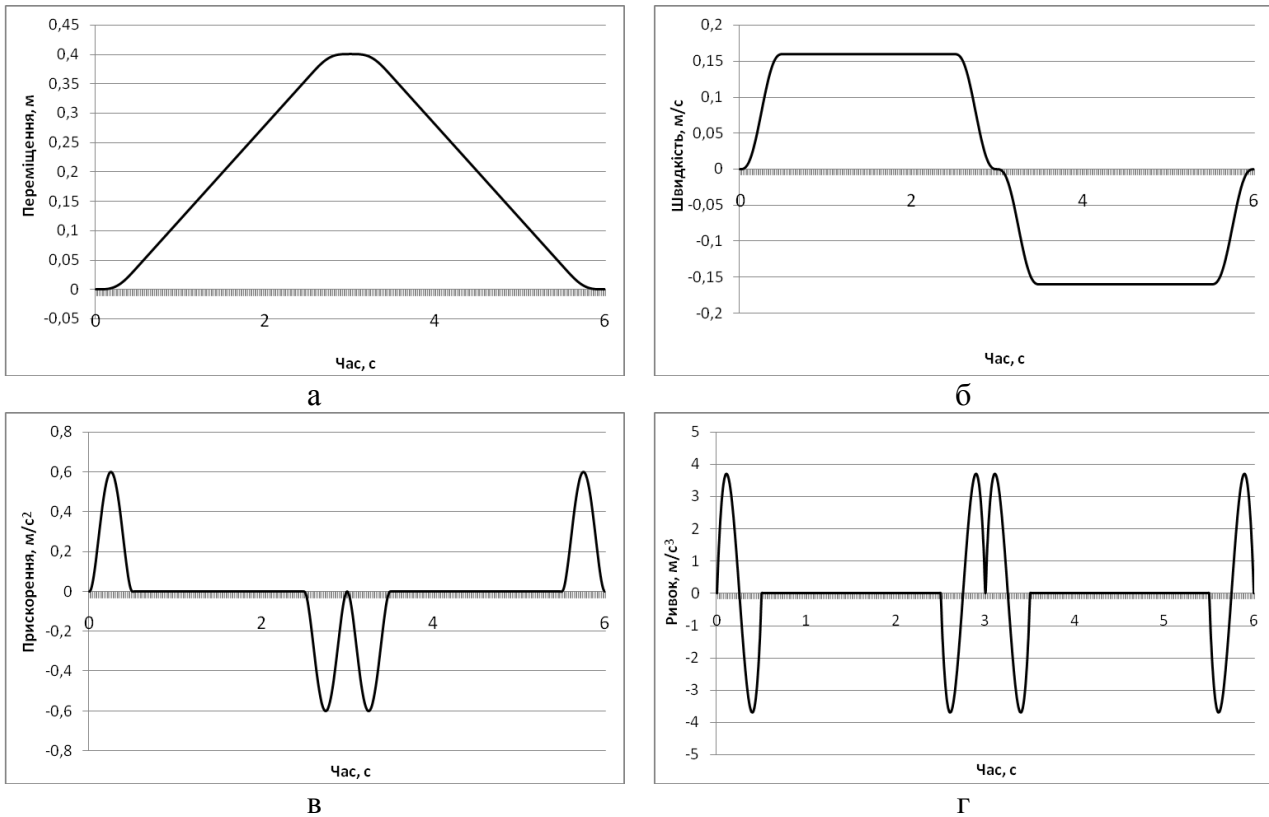 0,45
0,4
0,35
0,3
0,25
0,2
0,15
0,1
0,05
0
-0,05
0 2 4 6
Переміщення, м
Час, с
а
0,2
0,15
0,1
0,05
0
-0,05
-0,1
-0,15
-0,2
0 2 4 6
Швидкість, м/с
Час, с
б
0,8
0,6
0,4
0,2
0
-0,2
-0,4
-0,6
-0,8
0 2 4 6
Прискорення, м/с²
Час, с
в
5
4
3
2
1
0
-1
-2
-3
-4
-5
0 1 2 3 4 5 6
Ривок, м/с³
Час, с
г